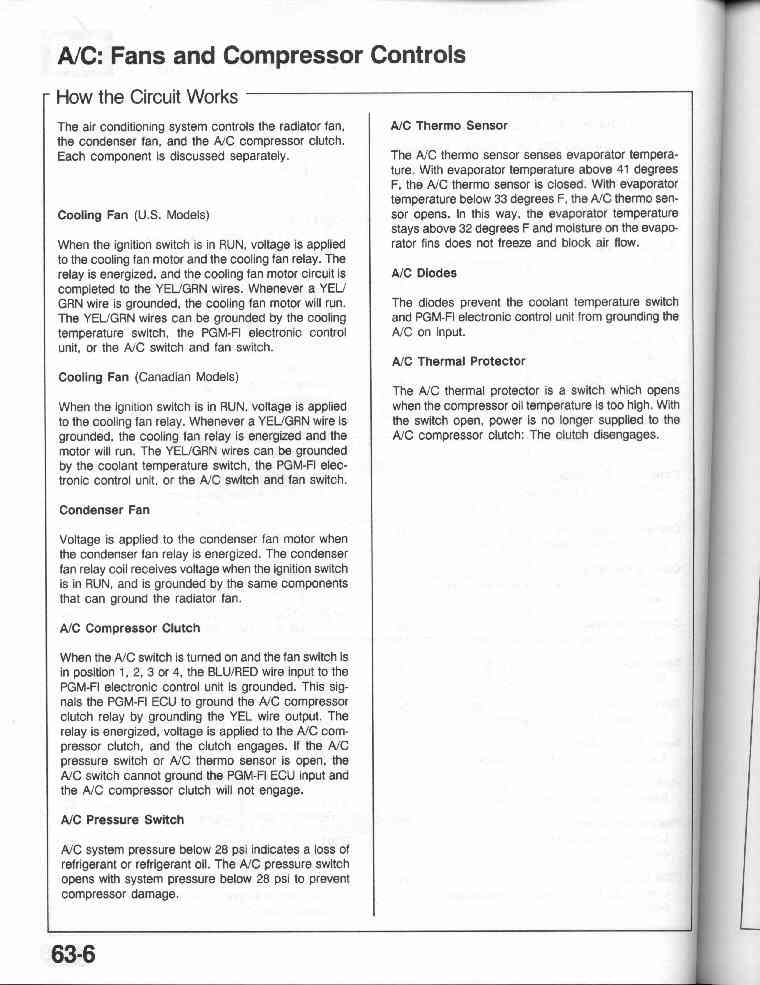 A/C: Fans and Compressor Controls
How the Circuit Works
The air conditioning system controls the radiator fan,
the condenser fan, and the A/C compressor clutch.
Each component is discussed separately.
Cooling Fan (U.S. Models)
When the ignition switch is in RUN, voltage is applied
to the cooling fan motor and the cooling fan relay. The
relay is energized, and the cooling fan motor circuit is
completed to the YEL/GRN wires. Whenever a YEL/
GRN wire is grounded, the cooling fan motor will run.
The YEL/GRN wires can be grounded by the cooling
temperature switch, the PGM-FI electronic control
unit, or the A/C switch and fan switch.
Cooling Fan (Canadian Models)
When the ignition switch is in RUN, voltage is applied
to the cooling fan relay. Whenever a YEL/GRN wire is
grounded, the cooling fan relay is energized and the
motor will run. The YEL/GRN wires can be grounded
by the coolant temperature switch, the PGM-FI elec-
tronic control unit, or the A/C switch and fan switch.
Condenser Fan
Voltage is applied to the condenser fan motor when
the condenser fan relay is energized. The condenser
fan relay coil receives voltage when the ignition switch
is in RUN, and is grounded by the same components
that can ground the radiator fan.
A/C Compressor Clutch
When the A/C switch is turned on and the fan switch is
in position 1, 2, 3 or 4, the BLU/RED wire input to the
PGM-FI electronic control unit is grounded. This sig-
nals the PGM-FI ECU to ground the A/C compressor
clutch relay by grounding the YEL wire output. The
relay is energized, voltage is applied to the A/C com-
pressor clutch, and the clutch engages. If the A/C
pressure switch or A/C thermo sensor is open, the
A/C switch cannot ground the PGM-FI ECU input and
the A/C compressor clutch will not engage.
A/C Pressure Switch
A/C system pressure below 28 psi indicates a loss of
refrigerant or refrigerant oil. The A/C pressure switch
opens with system pressure below 28 psi to prevent
compressor damage.
A/C Thermo Sensor
The A/C thermo sensor senses evaporator tempera-
ture. With evaporator temperature above 41 degrees
F, the A/C thermo sensor is closed. With evaporator
temperature below 33 degrees F, the A/C thermo sen-
sor opens. In this way, the evaporator temperature
stays above 32 degrees F and moisture on the evapo-
rator fins does not freeze and block air flow.
A/C Diodes
The diodes prevent the coolant temperature switch
and PGM-FI electronic control unit from grounding the
A/C on input.
A/C Thermal Protector
The A/C thermal protector is a switch which opens
when the compressor oil temperature is too high. With
the switch open, power is no longer supplied to the
A/C compressor clutch: The clutch disengages.
63-6